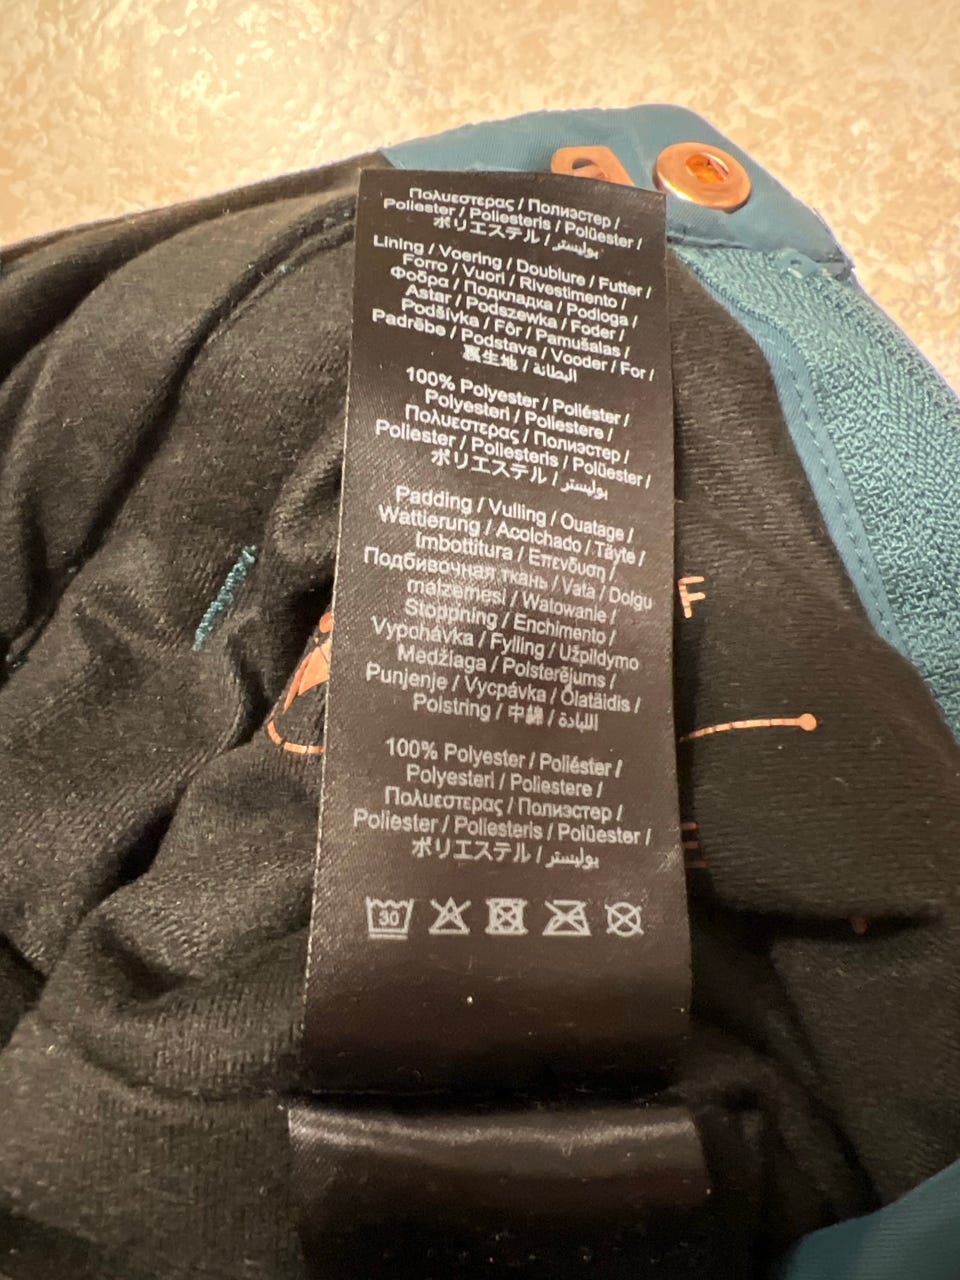 Πολυεστερας / Полиэстер /
Poliester / Poliesteris / Polüester /
ポリエステル / بوليستر
Lining / Voering / Doublure / Futter /
Forro / Vuori / Rivestimento /
Φοδρα / Подкладка / Podloga /
Astar / Podszewka / Foder /
Podšívka / Fôr / Pamušalas /
Padrēbe / Podstava / Vooder / For /
裏生地 / البطانة
100% Polyester / Poliéster /
Polyesteri / Poliestere /
Πολυεστερας / Полиэстер /
Poliester / Poliesteris / Polüester /
ポリエステル / بوليستر
Padding / Vulling / Ouatage /
Wattierung / Acolchado / Täyte /
Imbottitura / Επενδυση /
Подбивочная ткань / Vata / Dolgu
malzemesi / Watowanie /
Stoppning / Enchimento /
Vypchávka / Fylling / Užpildymo
Medžiaga / Polsterējums /
Punjenje / Vycpávka / Õlatäidis /
Polstring / 中綿 / اللبادة
100% Polyester / Poliéster /
Polyesteri / Poliestere /
Πολυεστερας / Полиэстер /
Poliester / Poliesteris / Polüester /
ポリエステル / بوليستر
30